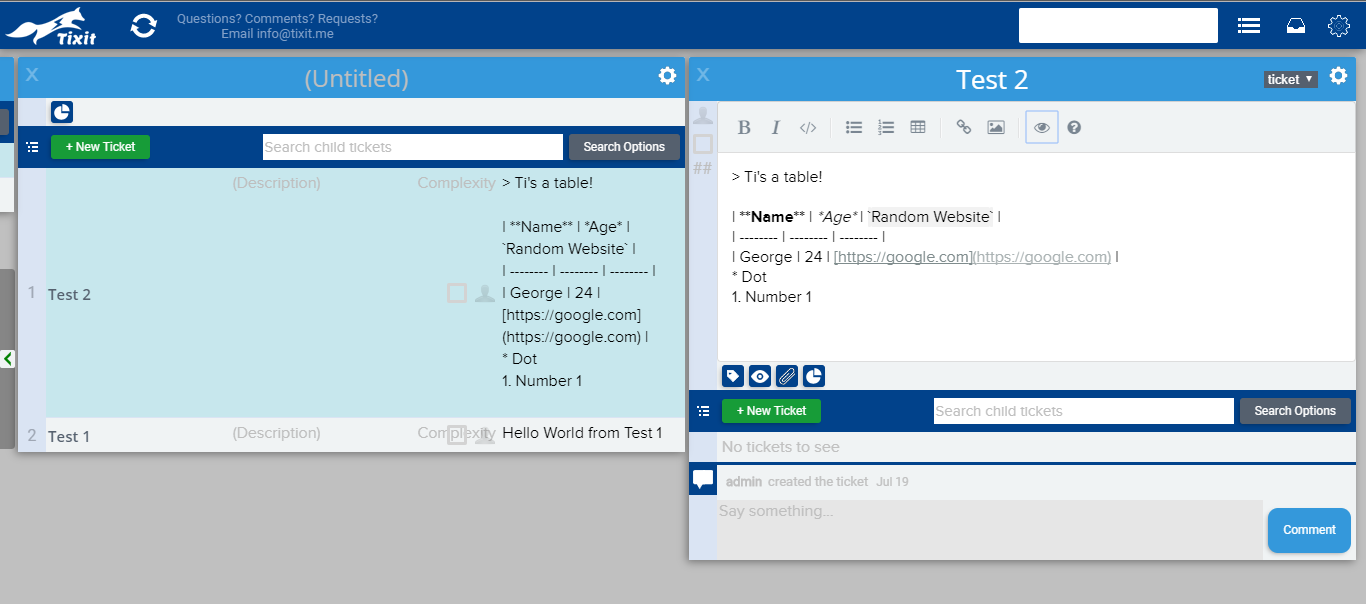 Tixit
Questions? Comments? Requests?
Email info@tixit.me
X
(Untitled)
+ New Ticket
Search child tickets
Search Options
1
Test 2
(Description)
Complexity
> Ti's a table!
| **Name** | *Age* |
`Random Website` |
| -------- | -------- | -------- |
| George | 24 |
[https://google.com]
(https://google.com) |
* Dot
1. Number 1
2
Test 1
(Description)
Complexity
Hello World from Test 1
X
Test 2
ticket ▼
B I </>
##
> Ti's a table!
| **Name** | *Age* | `Random Website` |
| -------- | -------- | -------- |
| George | 24 | [https://google.com](https://google.com) |
* Dot
1. Number 1
+ New Ticket
Search child tickets
Search Options
No tickets to see
admin created the ticket Jul 19
Say something...
Comment